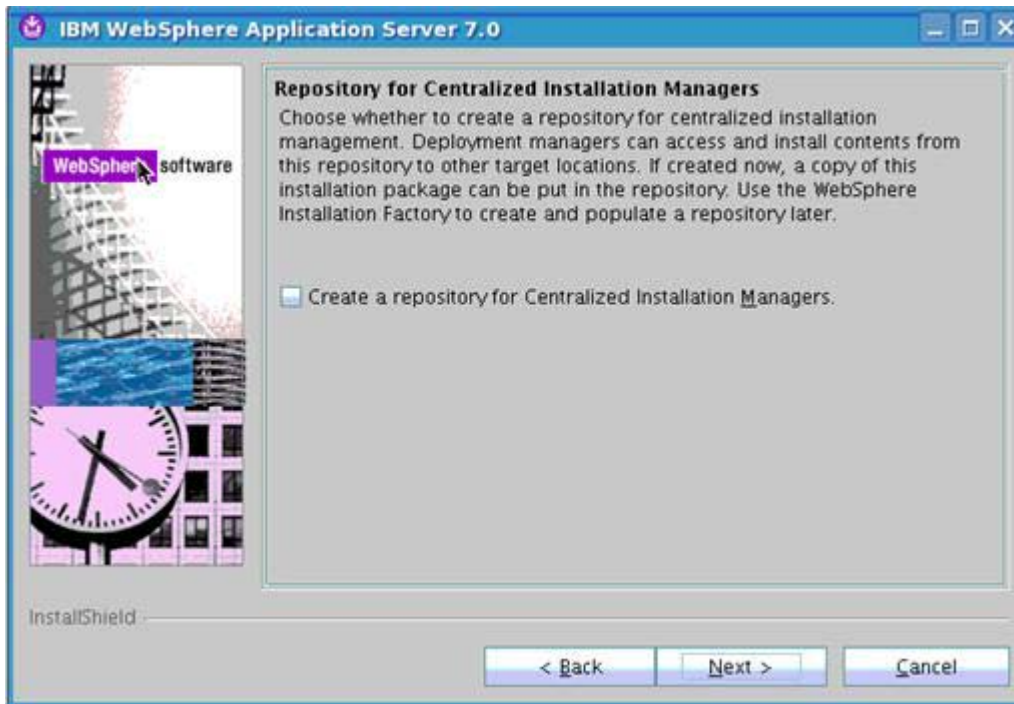 IBM WebSphere Application Server 7.0
WebSphere software
Repository for Centralized Installation Managers
Choose whether to create a repository for centralized installation
management. Deployment managers can access and install contents from
this repository to other target locations. If created now, a copy of this
installation package can be put in the repository. Use the WebSphere
Installation Factory to create and populate a repository later.
Create a repository for Centralized Installation Managers.
InstallShield
< Back
Next >
Cancel